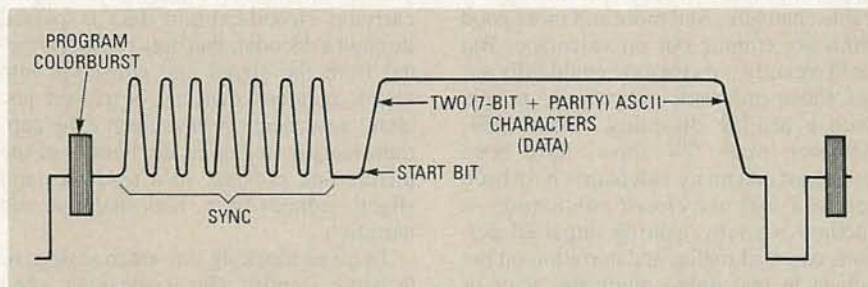 PROGRAM
COLORBURST
TWO (7-BIT + PARITY) ASCII
CHARACTERS
(DATA)
START BIT
SYNC